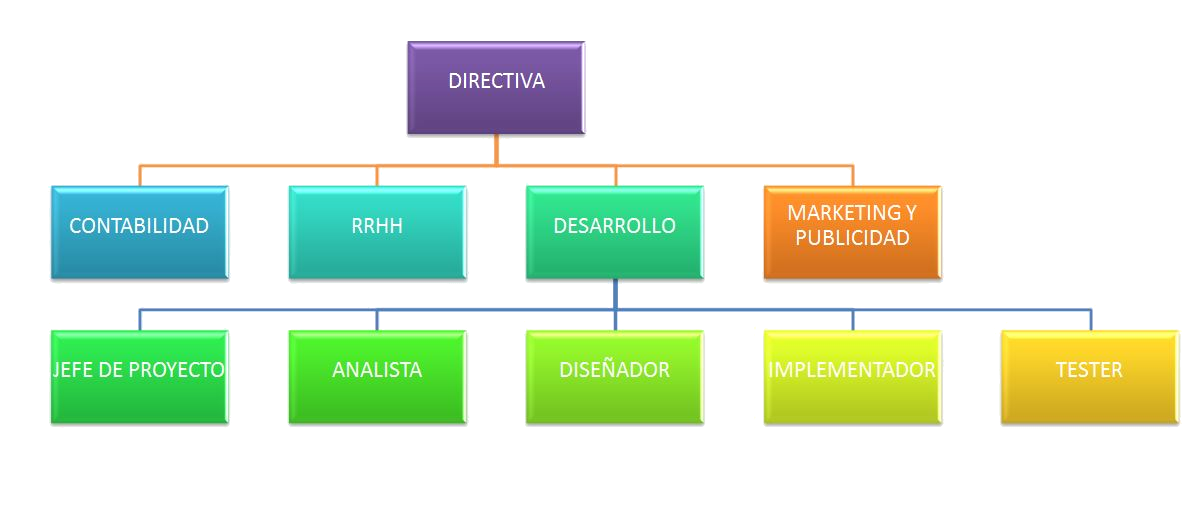 DIRECTIVA
CONTABILIDAD
RRHH
DESARROLLO
MARKETING Y
PUBLICIDAD
JEFE DE PROYECTO
ANALISTA
DISEÑADOR
IMPLEMENTADOR
TESTER